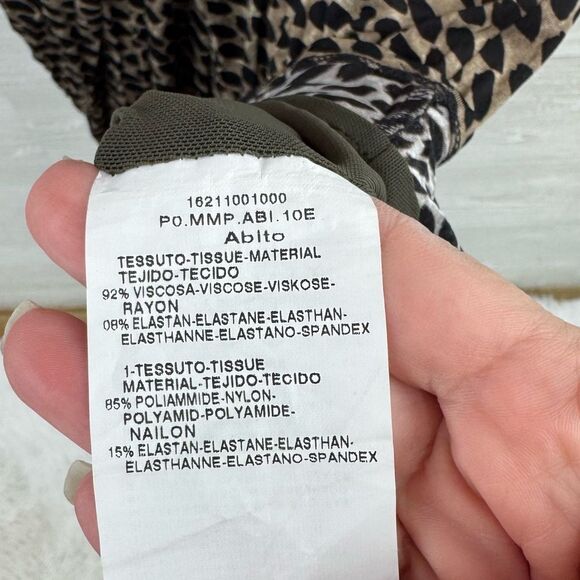 16211001000
P0.MMP.ABI.10E
Abito
TESSUTO-TISSUE-MATERIAL
TEJIDO-TECIDO
92% VISCOSA-VISCOSE-VISKOSE-
RAYON
08% ELASTAN-ELASTANE-ELASTHAN-
ELASTHANNE-ELASTANO-SPANDEX
1-TESSUTO-TISSUE
MATERIAL-TEJIDO-TECIDO
85% POLIAMMIDE-NYLON-
POLYAMID-POLYAMIDE-
NAILON
15% ELASTAN-ELASTANE-ELASTHAN-
ELASTHANNE-ELASTANO-SPANDEX